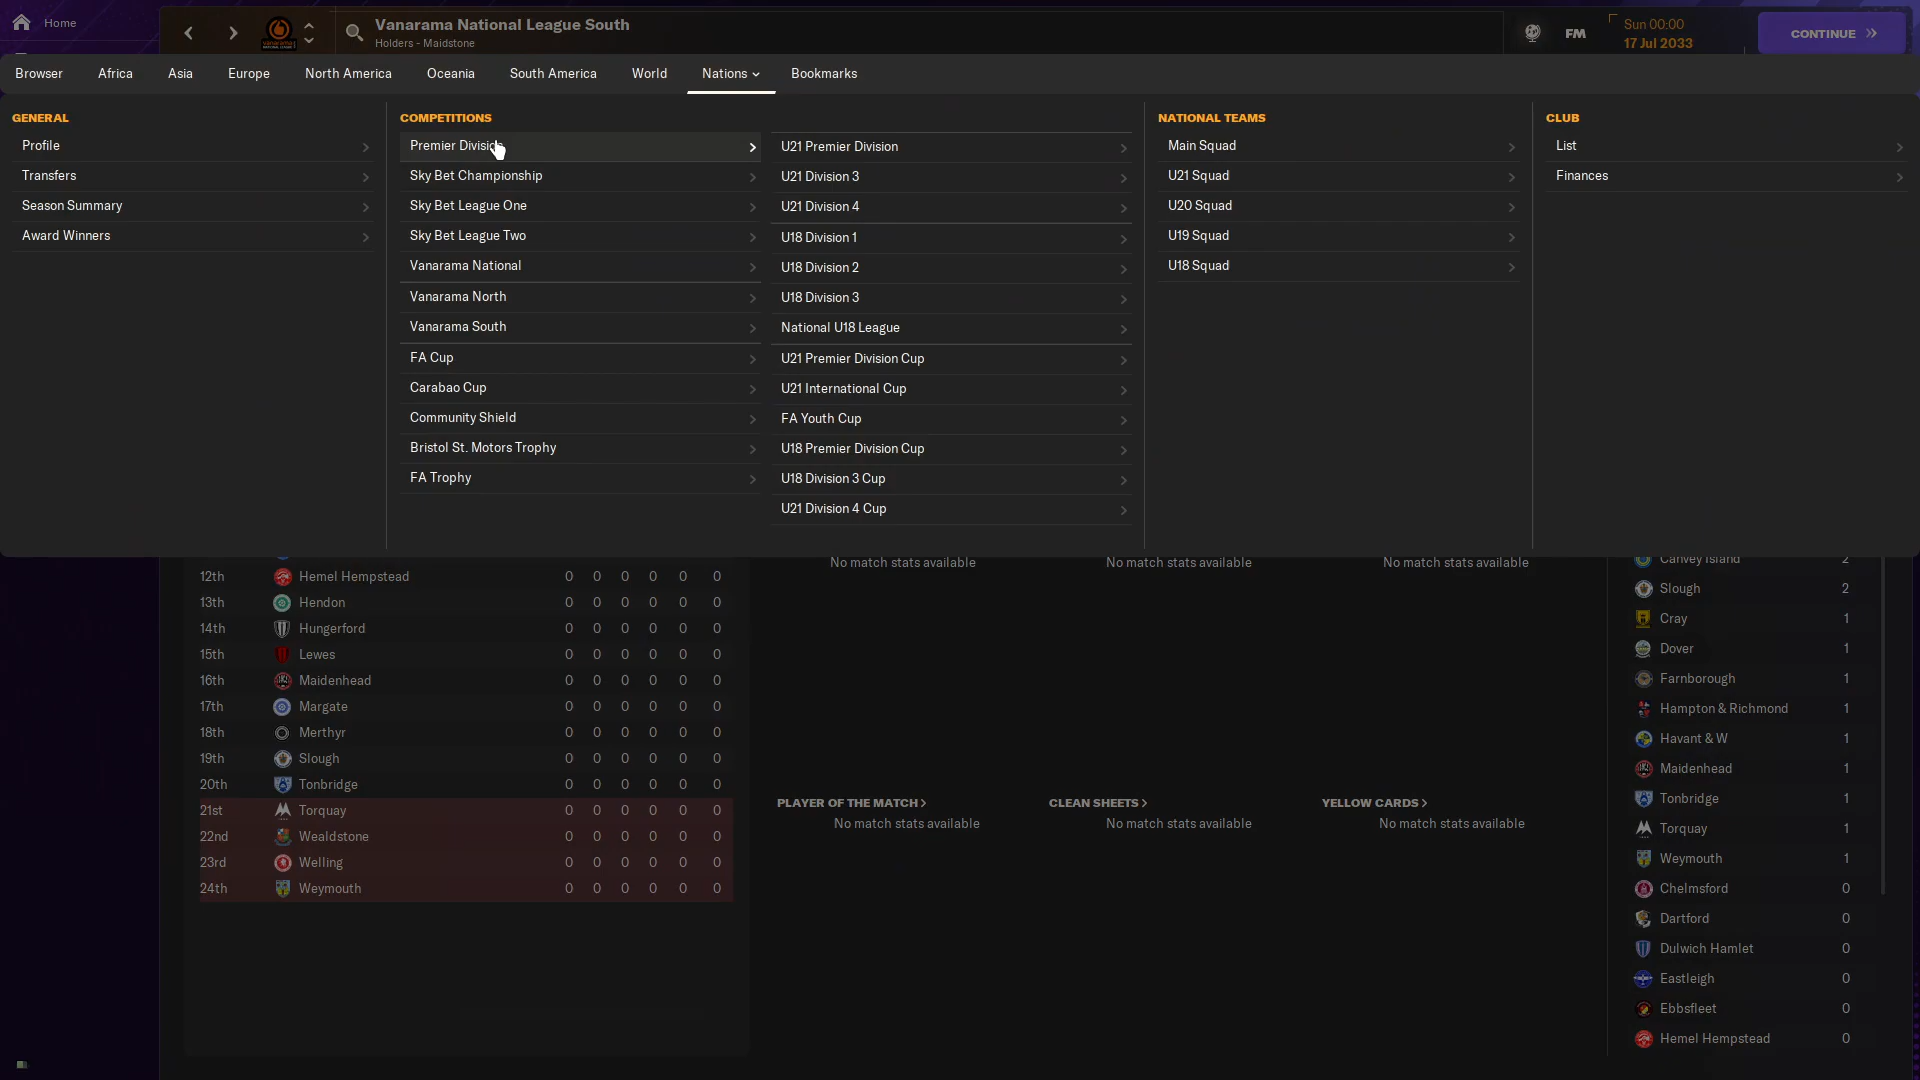 Home
Vanarama National League South
Holders - Maidstone
FM
Sun 00:00
17 Jul 2033
CONTINUE
Browser
Africa
Asia
Europe
North America
Oceania
South America
World
Nations
Bookmarks
GENERAL
Profile
Transfers
Season Summary
Award Winners
COMPETITIONS
Premier Division
Sky Bet Championship
Sky Bet League One
Sky Bet League Two
Vanarama National
Vanarama North
Vanarama South
FA Cup
Carabao Cup
Community Shield
Bristol St. Motors Trophy
FA Trophy
U21 Premier Division
U21 Division 3
U21 Division 4
U18 Division 1
U18 Division 2
U18 Division 3
National U18 League
U21 Premier Division Cup
U21 International Cup
FA Youth Cup
U18 Premier Division Cup
U18 Division 3 Cup
U21 Division 4 Cup
NATIONAL TEAMS
Main Squad
U21 Squad
U20 Squad
U19 Squad
U18 Squad
CLUB
List
Finances
12th Hemel Hempstead 0 0 0 0 0 0
13th Hendon 0 0 0 0 0 0
14th Hungerford 0 0 0 0 0 0
15th Lewes 0 0 0 0 0 0
16th Maidenhead 0 0 0 0 0 0
17th Margate 0 0 0 0 0 0
18th Merthyr 0 0 0 0 0 0
19th Slough 0 0 0 0 0 0
20th Tonbridge 0 0 0 0 0 0
21st Torquay 0 0 0 0 0 0
22nd Wealdstone 0 0 0 0 0 0
23rd Welling 0 0 0 0 0 0
24th Weymouth 0 0 0 0 0 0
No match stats available
No match stats available
No match stats available
PLAYER OF THE MATCH
No match stats available
CLEAN SHEETS
No match stats available
YELLOW CARDS
No match stats available
Canvey Island 2
Slough 2
Cray 1
Dover 1
Farnborough 1
Hampton & Richmond 1
Havant & W 1
Maidenhead 1
Tonbridge 1
Torquay 1
Weymouth 1
Chelmsford 0
Dartford 0
Dulwich Hamlet 0
Eastleigh 0
Ebbsfleet 0
Hemel Hempstead 0